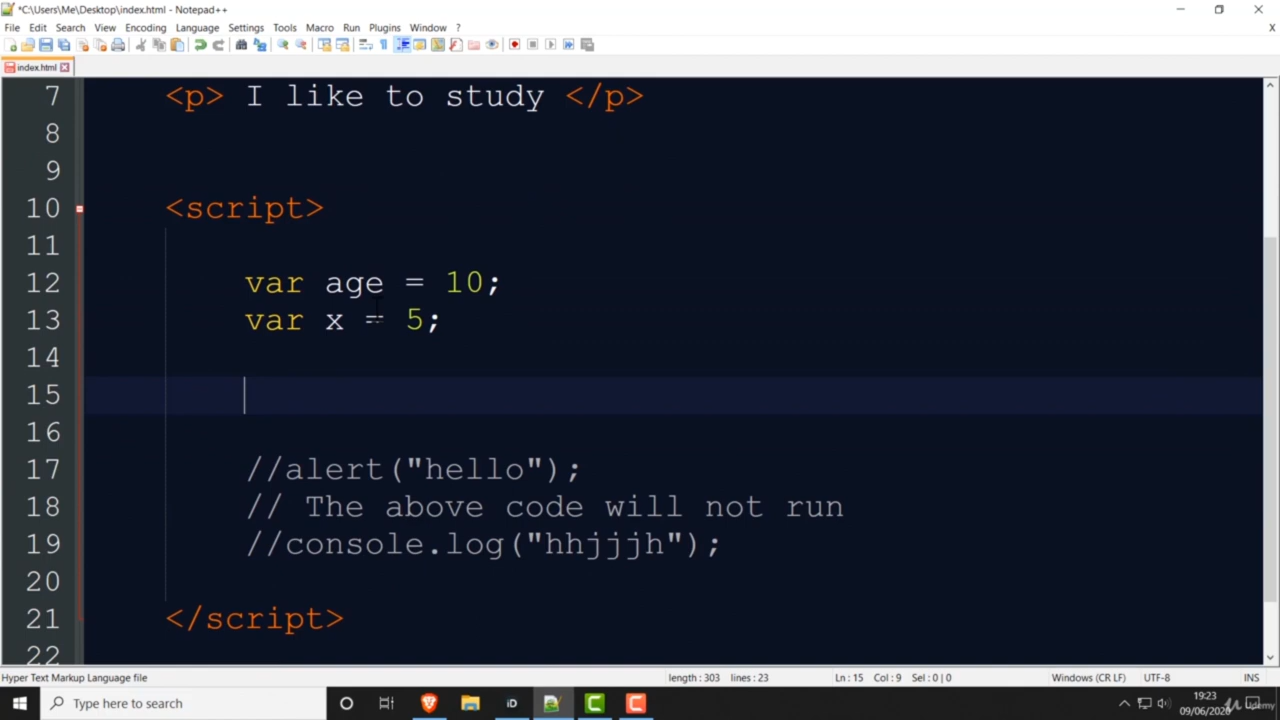 *C:\Users\Me\Desktop\index.html - Notepad++
File Edit Search View Encoding Language Settings Tools Macro Run Plugins Window ?
X
index.html
7 <p> I like to study </p>
8
9
10 <script>
11
12 var age = 10;
13 var x = 5;
14
15
16
17 //alert("hello");
18 // The above code will not run
19 //console.log("hhjjjjh");
20
21 </script>
22
Hyper Text Markup Language file length : 303 lines : 23 Ln : 15 Col : 9 Sel : 0 | 0 Windows (CR LF) UTF-8 INS
Type here to search iD C C 19:23
09/06/2020 Udemy